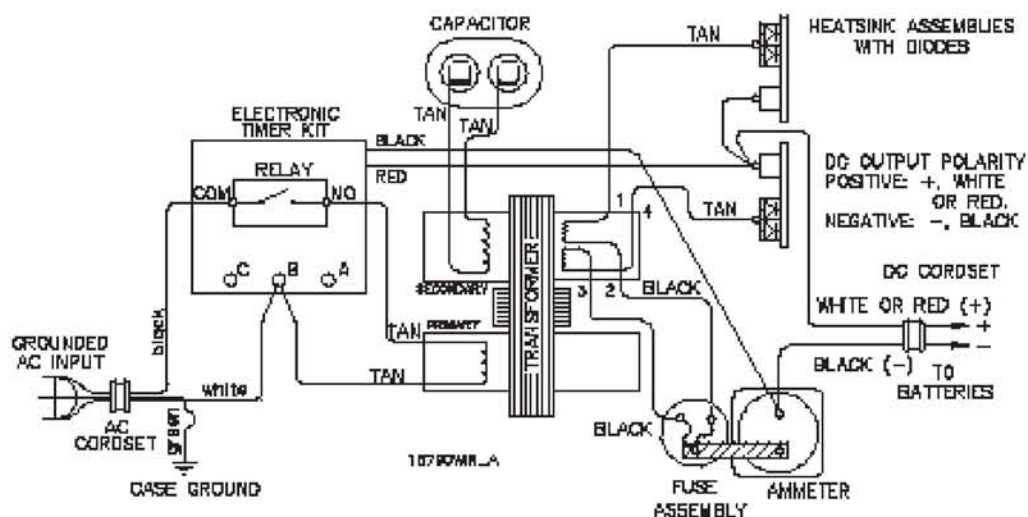 CAPACITOR
TAN
TAN
TAN
HEATSINK ASSEMBLIES
WITH DIODES
ELECTRONIC
TIMER KIT
BLACK
RED
RELAY
COM
NO
C
B
A
DC OUTPUT POLARITY
POSITIVE: +, WHITE
OR RED.
NEGATIVE: -, BLACK
TAN
1
4
SECONDARY
3
2
TRANSFORMER
BLACK
PRIMARY
TAN
TAN
DC CORDSET
WHITE OR RED (+)
+
-
BLACK (-)
TO
BATTERIES
GROUNDED
AC INPUT
black
white
green
AC
CORDSET
CASE GROUND
BLACK
FUSE
ASSEMBLY
AMMETER